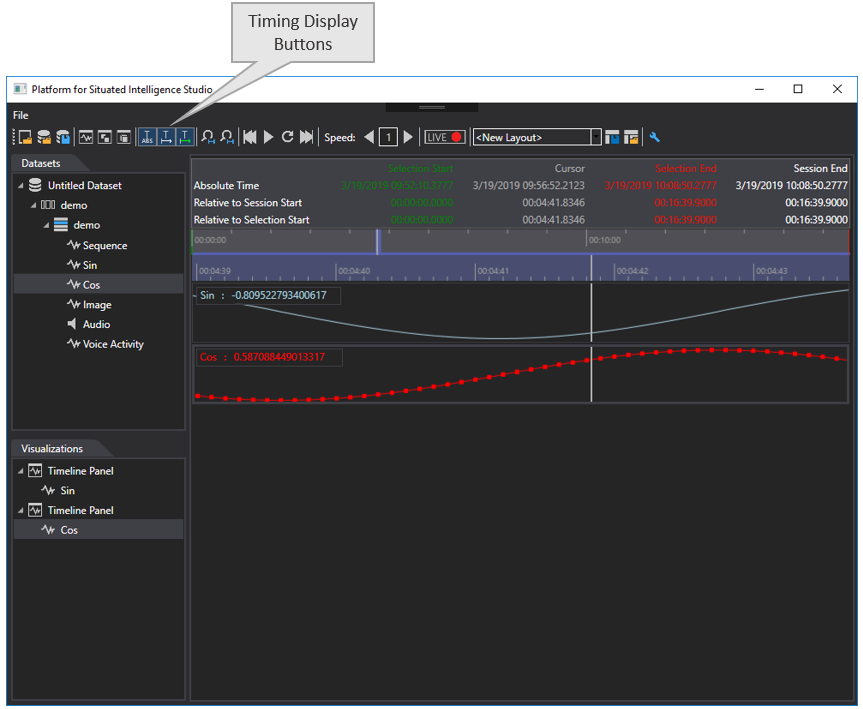 Timing Display
Buttons
Platform for Situated Intelligence Studio
File
T ABS T T Speed: 1 LIVE <New Layout>
Datasets
Untitled Dataset
demo
demo
Sequence
Sin
Cos
Image
Audio
Voice Activity
Selection Start Cursor Selection End Session End
Absolute Time 3/19/2019 09:52:10.3777 3/19/2019 09:56:52.2123 3/19/2019 10:08:50.2777 3/19/2019 10:08:50.2777
Relative to Session Start 00:00:00.0000 00:04:41.8346 00:16:39.9000 00:16:39.9000
Relative to Selection Start 00:00:00.0000 00:04:41.8346 00:16:39.9000 00:16:39.9000
00:00:00 00:10:00
00:04:39 00:04:40 00:04:41 00:04:42 00:04:43
Sin : -0.809522793400617
Cos : 0.587088449013317
Visualizations
Timeline Panel
Sin
Timeline Panel
Cos